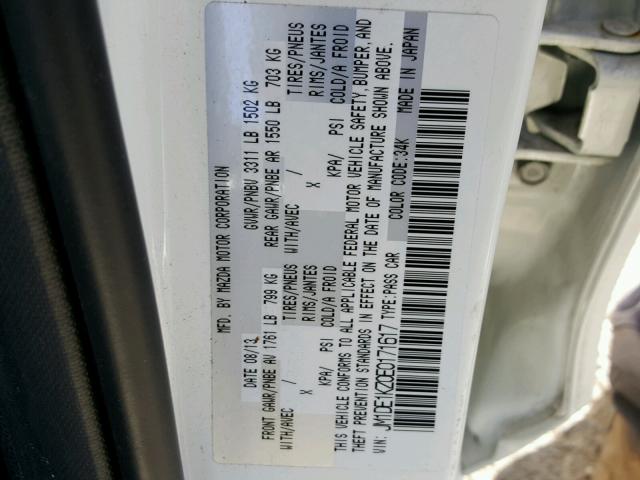 MFD. BY MAZDA MOTOR CORPORATION
DATE 08/13 GVWR/PNBV 3311 LB 1502 KG
FRONT GAWR/PNBE AV 1761 LB 799 KG REAR GAWR/PNBE AR 1550 LB 703 KG
WITH/AVEC / TIRES/PNEUS WITH/AVEC / TIRES/PNEUS
X RIMS/JANTES X RIMS/JANTES
KPA/ PSI COLD/A FROID KPA/ PSI COLD/A FROID
THIS VEHICLE CONFORMS TO ALL APPLICABLE FEDERAL MOTOR VEHICLE SAFETY, BUMPER, AND
THEFT PREVENTION STANDARDS IN EFFECT ON THE DATE OF MANUFACTURE SHOWN ABOVE.
VIN: JM1DE1KZ0E0171617 TYPE:PASS CAR COLOR CODE:34K MADE IN JAPAN